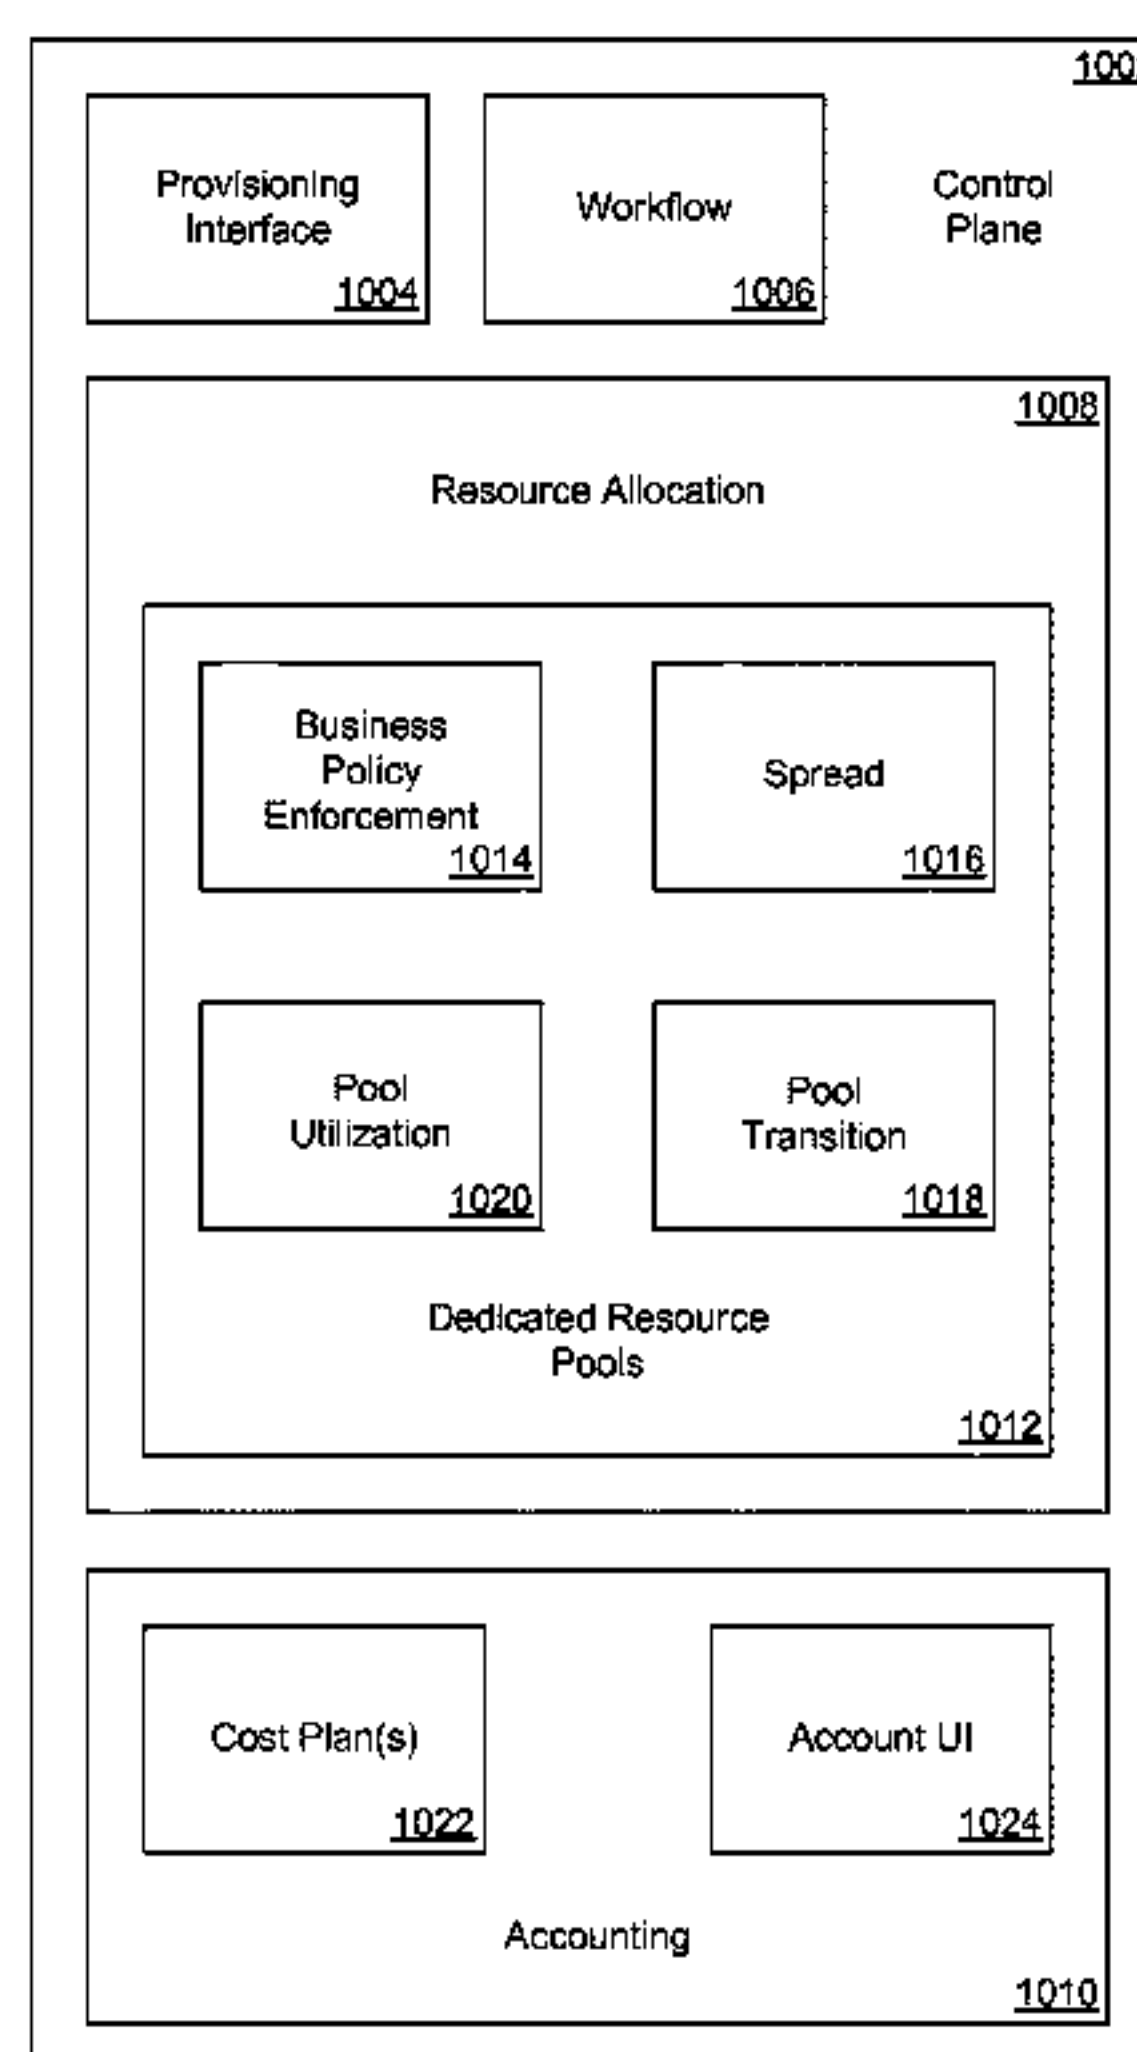 Provisioning
Interface
1004
Workflow
1006
Control
Plane
1008
Resource Allocation
Business
Policy
Enforcement
1014
Spread
1016
Pool
Utilization
1020
Pool
Transition
1018
Dedicated Resource
Pools
1012
Cost Plan(s)
1022
Account UI
1024
Accounting
1010